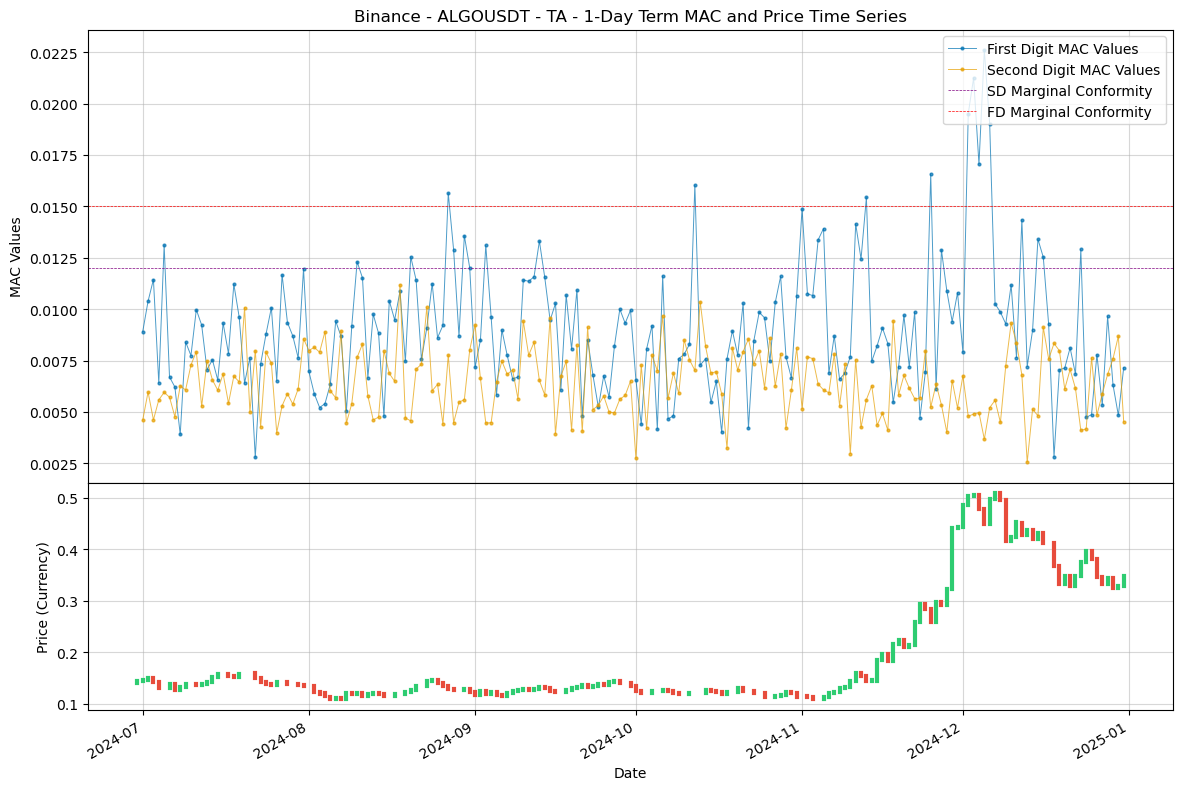 Binance - ALGOUSDT - TA - 1-Day Term MAC and Price Time Series
First Digit MAC Values
Second Digit MAC Values
SD Marginal Conformity
FD Marginal Conformity
MAC Values
0.0225
0.0200
0.0175
0.0150
0.0125
0.0100
0.0075
0.0050
0.0025
Price (Currency)
0.5
0.4
0.3
0.2
0.1
2024-07
2024-08
2024-09
2024-10
2024-11
2024-12
2025-01
Date